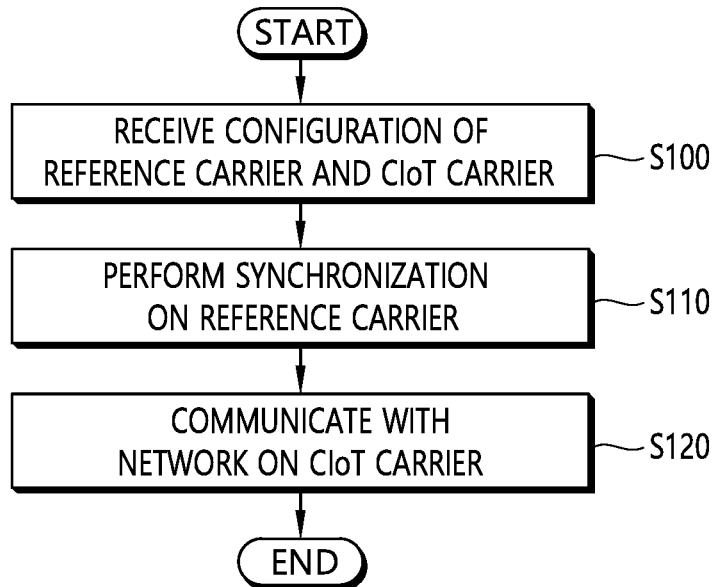 START
RECEIVE CONFIGURATION OF
REFERENCE CARRIER AND CIoT CARRIER
S100
PERFORM SYNCHRONIZATION
ON REFERENCE CARRIER
S110
COMMUNICATE WITH
NETWORK ON CIoT CARRIER
S120
END